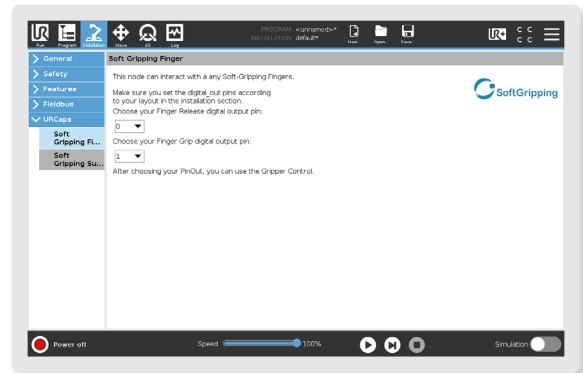 UR
PROGRAM <unnamed>*
INSTALLATION default*
UR+
C C
C C
Run Program Installation Move I/O Log New... Open... Save...
General
Safety
Features
Fieldbus
URCaps
Soft
Gripping Fi...
Soft
Gripping Su...
Soft Gripping Finger
This node can interact with a any Soft-Gripping Fingers.
Make sure you set the digital_out pins according
to your layout in the installation section.
Choose your Finger Release digital output pin:
0
Choose your Finger Grip digital output pin:
1
After choosing your PinOut, you can use the Gripper Control.
SoftGripping
Power off
Speed
100%
Simulation